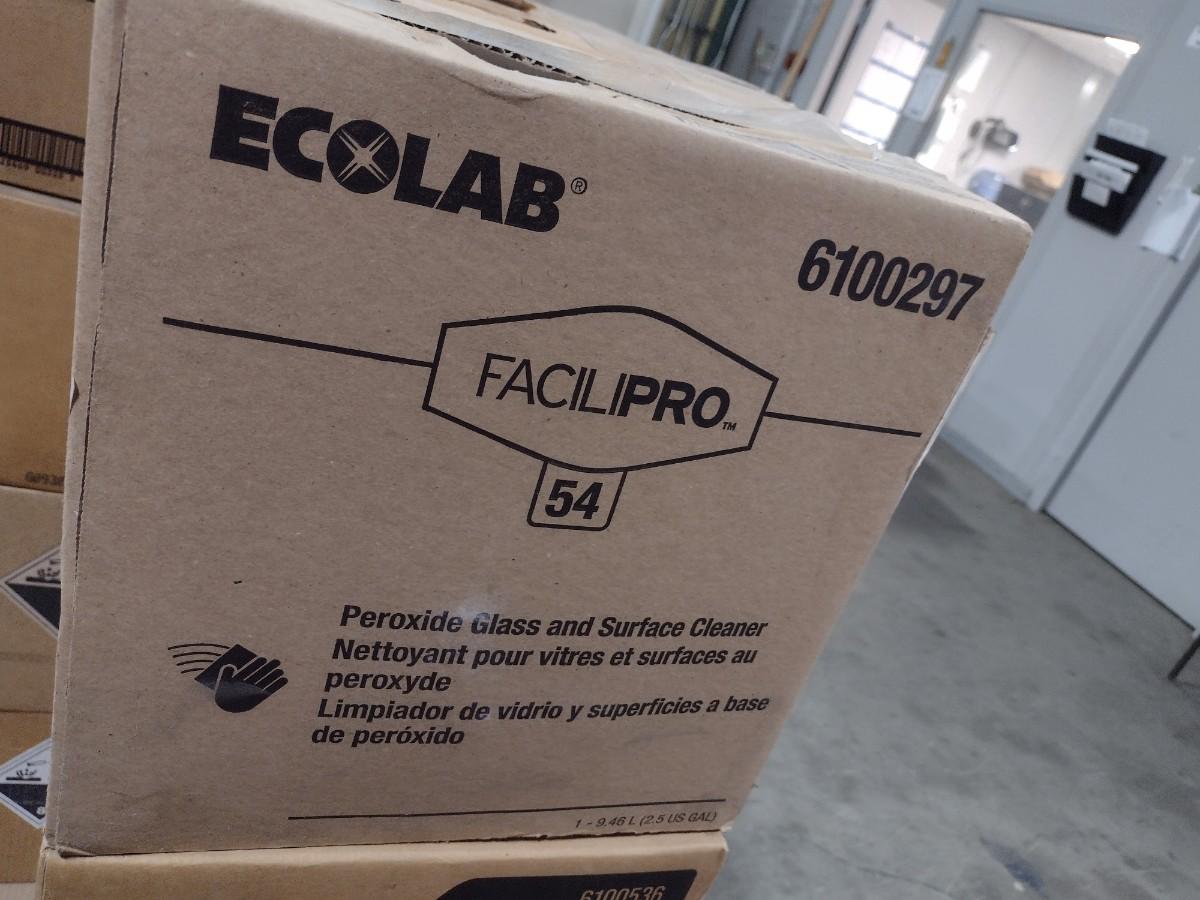 ECOLAB®
6100297
FACILIPRO™
54
Peroxide Glass and Surface Cleaner
Nettoyant pour vitres et surfaces au
peroxyde
Limpiador de vidrio y superficies a base
de peróxido
1 - 9.46 L (2.5 US GAL)
6100536